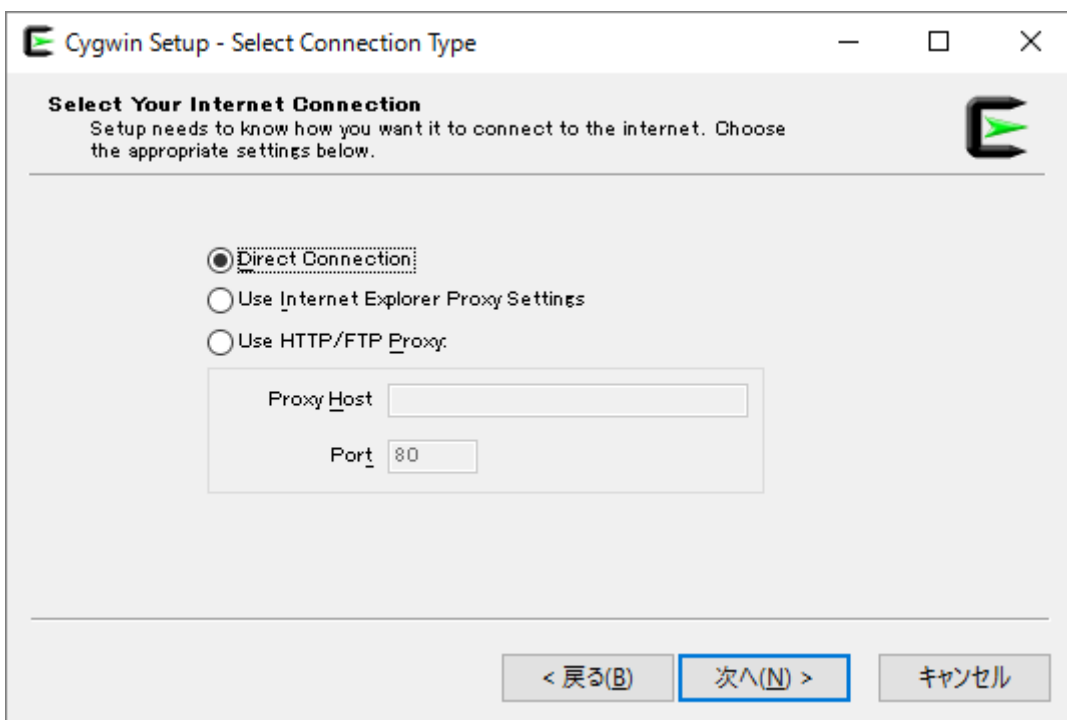 Cygwin Setup - Select Connection Type
Select Your Internet Connection
Setup needs to know how you want it to connect to the internet. Choose
the appropriate settings below.
Direct Connection
Use Internet Explorer Proxy Settings
Use HTTP/FTP Proxy:
Proxy Host
Port 80
< 戻る(B) 次へ(N) > キャンセル